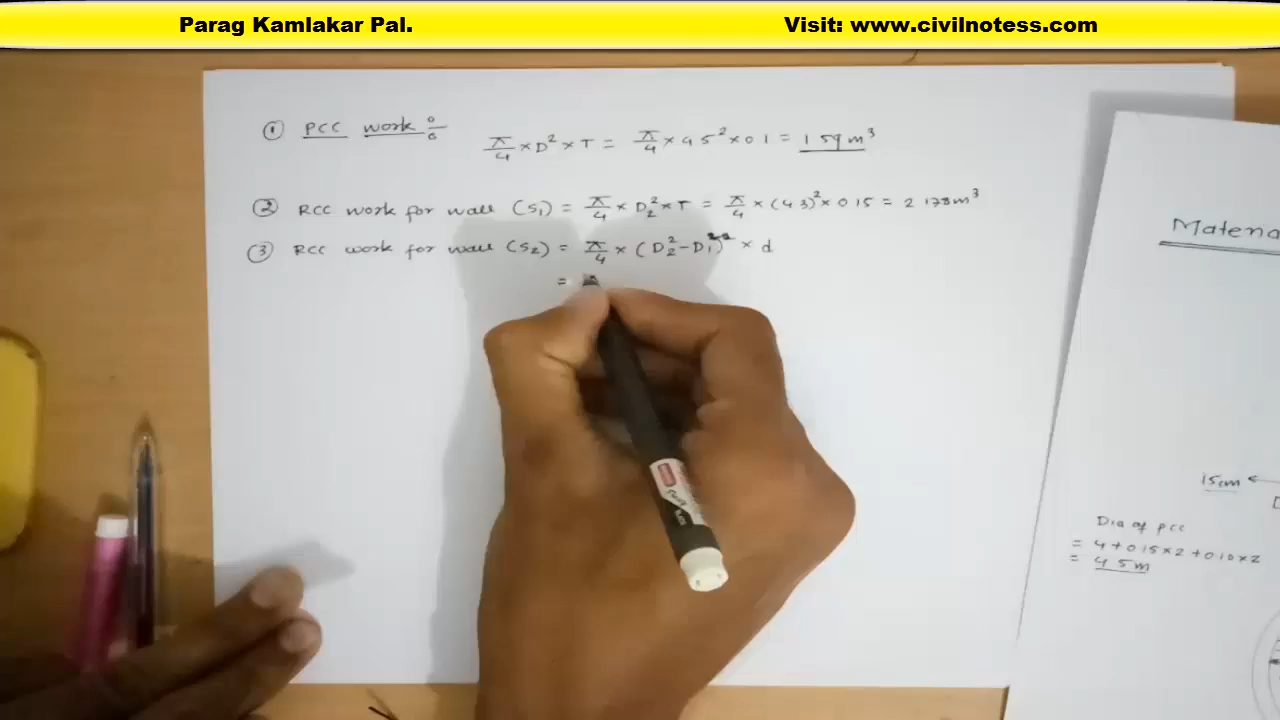 Parag Kamlakar Pal. Visit: www.civilnotess.com
① PCC work :
π/4 × D² × T = π/4 × 4.5² × 0.1 = 1.59 m³
② RCC work for wall (S₁) = π/4 × D₂² × T = π/4 × (4.3)² × 0.15 = 2.178 m³
③ RCC work for wall (S₂) = π/4 × (D₂² - D₁²) × d
=
Materia
15cm
Dia of pcc
= 4 + 0.15 × 2 + 0.10 × 2
= 4.5 m